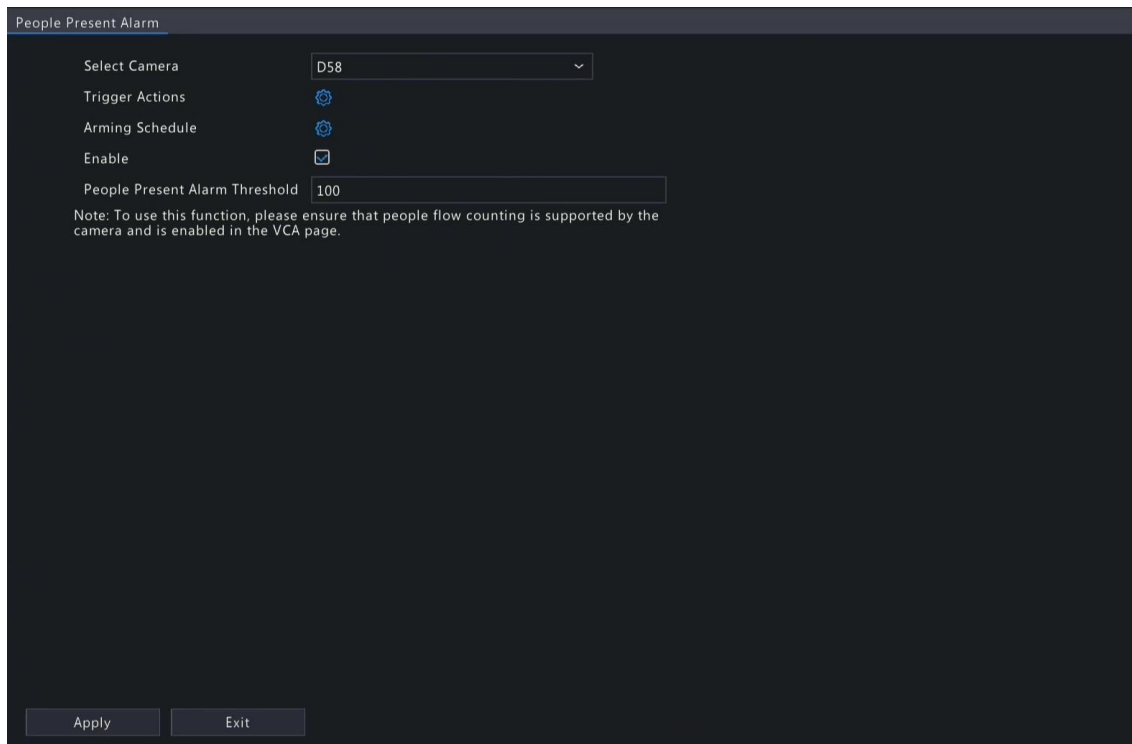 People Present Alarm
Select Camera
D58
Trigger Actions
Arming Schedule
Enable
People Present Alarm Threshold 100
Note: To use this function, please ensure that people flow counting is supported by the
camera and is enabled in the VCA page.
Apply Exit